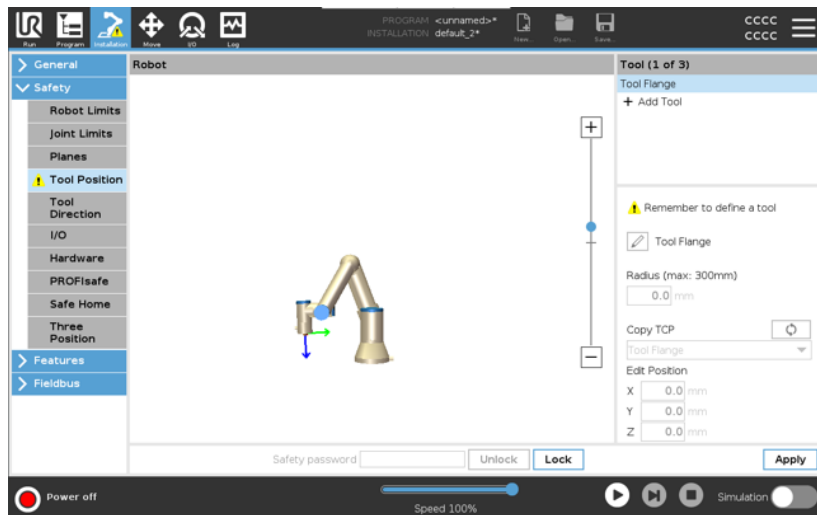 PROGRAM <unnamed>*
INSTALLATION default_2*
cccc
cccc
Run Program Installation Move I/O Log New... Open... Save...
General
Safety
Robot Limits
Joint Limits
Planes
Tool Position
Tool
Direction
I/O
Hardware
PROFIsafe
Safe Home
Three
Position
Features
Fieldbus
Robot
Tool (1 of 3)
Tool Flange
+ Add Tool
Remember to define a tool
Tool Flange
Radius (max: 300mm)
0.0 mm
Copy TCP
Tool Flange
Edit Position
X 0.0 mm
Y 0.0 mm
Z 0.0 mm
Safety password Unlock Lock
Apply
Power off
Speed 100%
Simulation